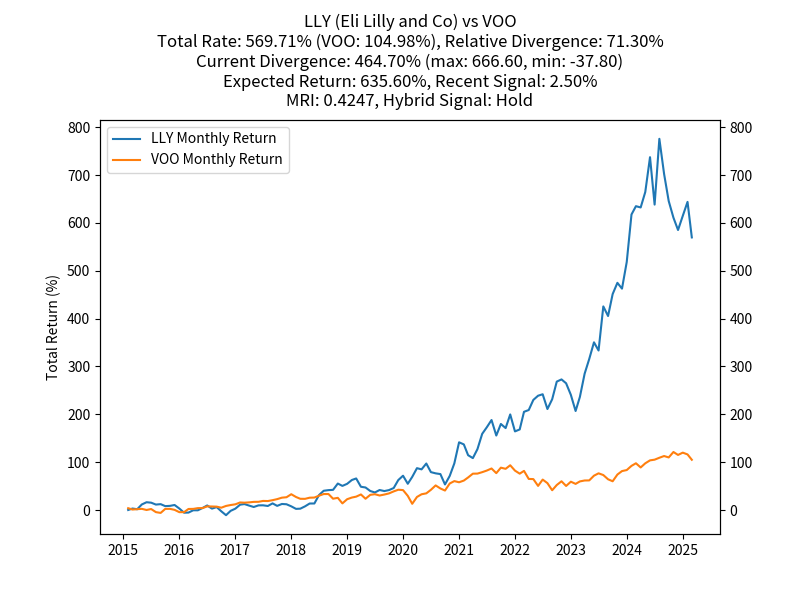 LLY (Eli Lilly and Co) vs VOO
Total Rate: 569.71% (VOO: 104.98%), Relative Divergence: 71.30%
Current Divergence: 464.70% (max: 666.60, min: -37.80)
Expected Return: 635.60%, Recent Signal: 2.50%
MRI: 0.4247, Hybrid Signal: Hold
LLY Monthly Return
VOO Monthly Return
Total Return (%)
800
700
600
500
400
300
200
100
0
800
700
600
500
400
300
200
100
0
2015 2016 2017 2018 2019 2020 2021 2022 2023 2024 2025